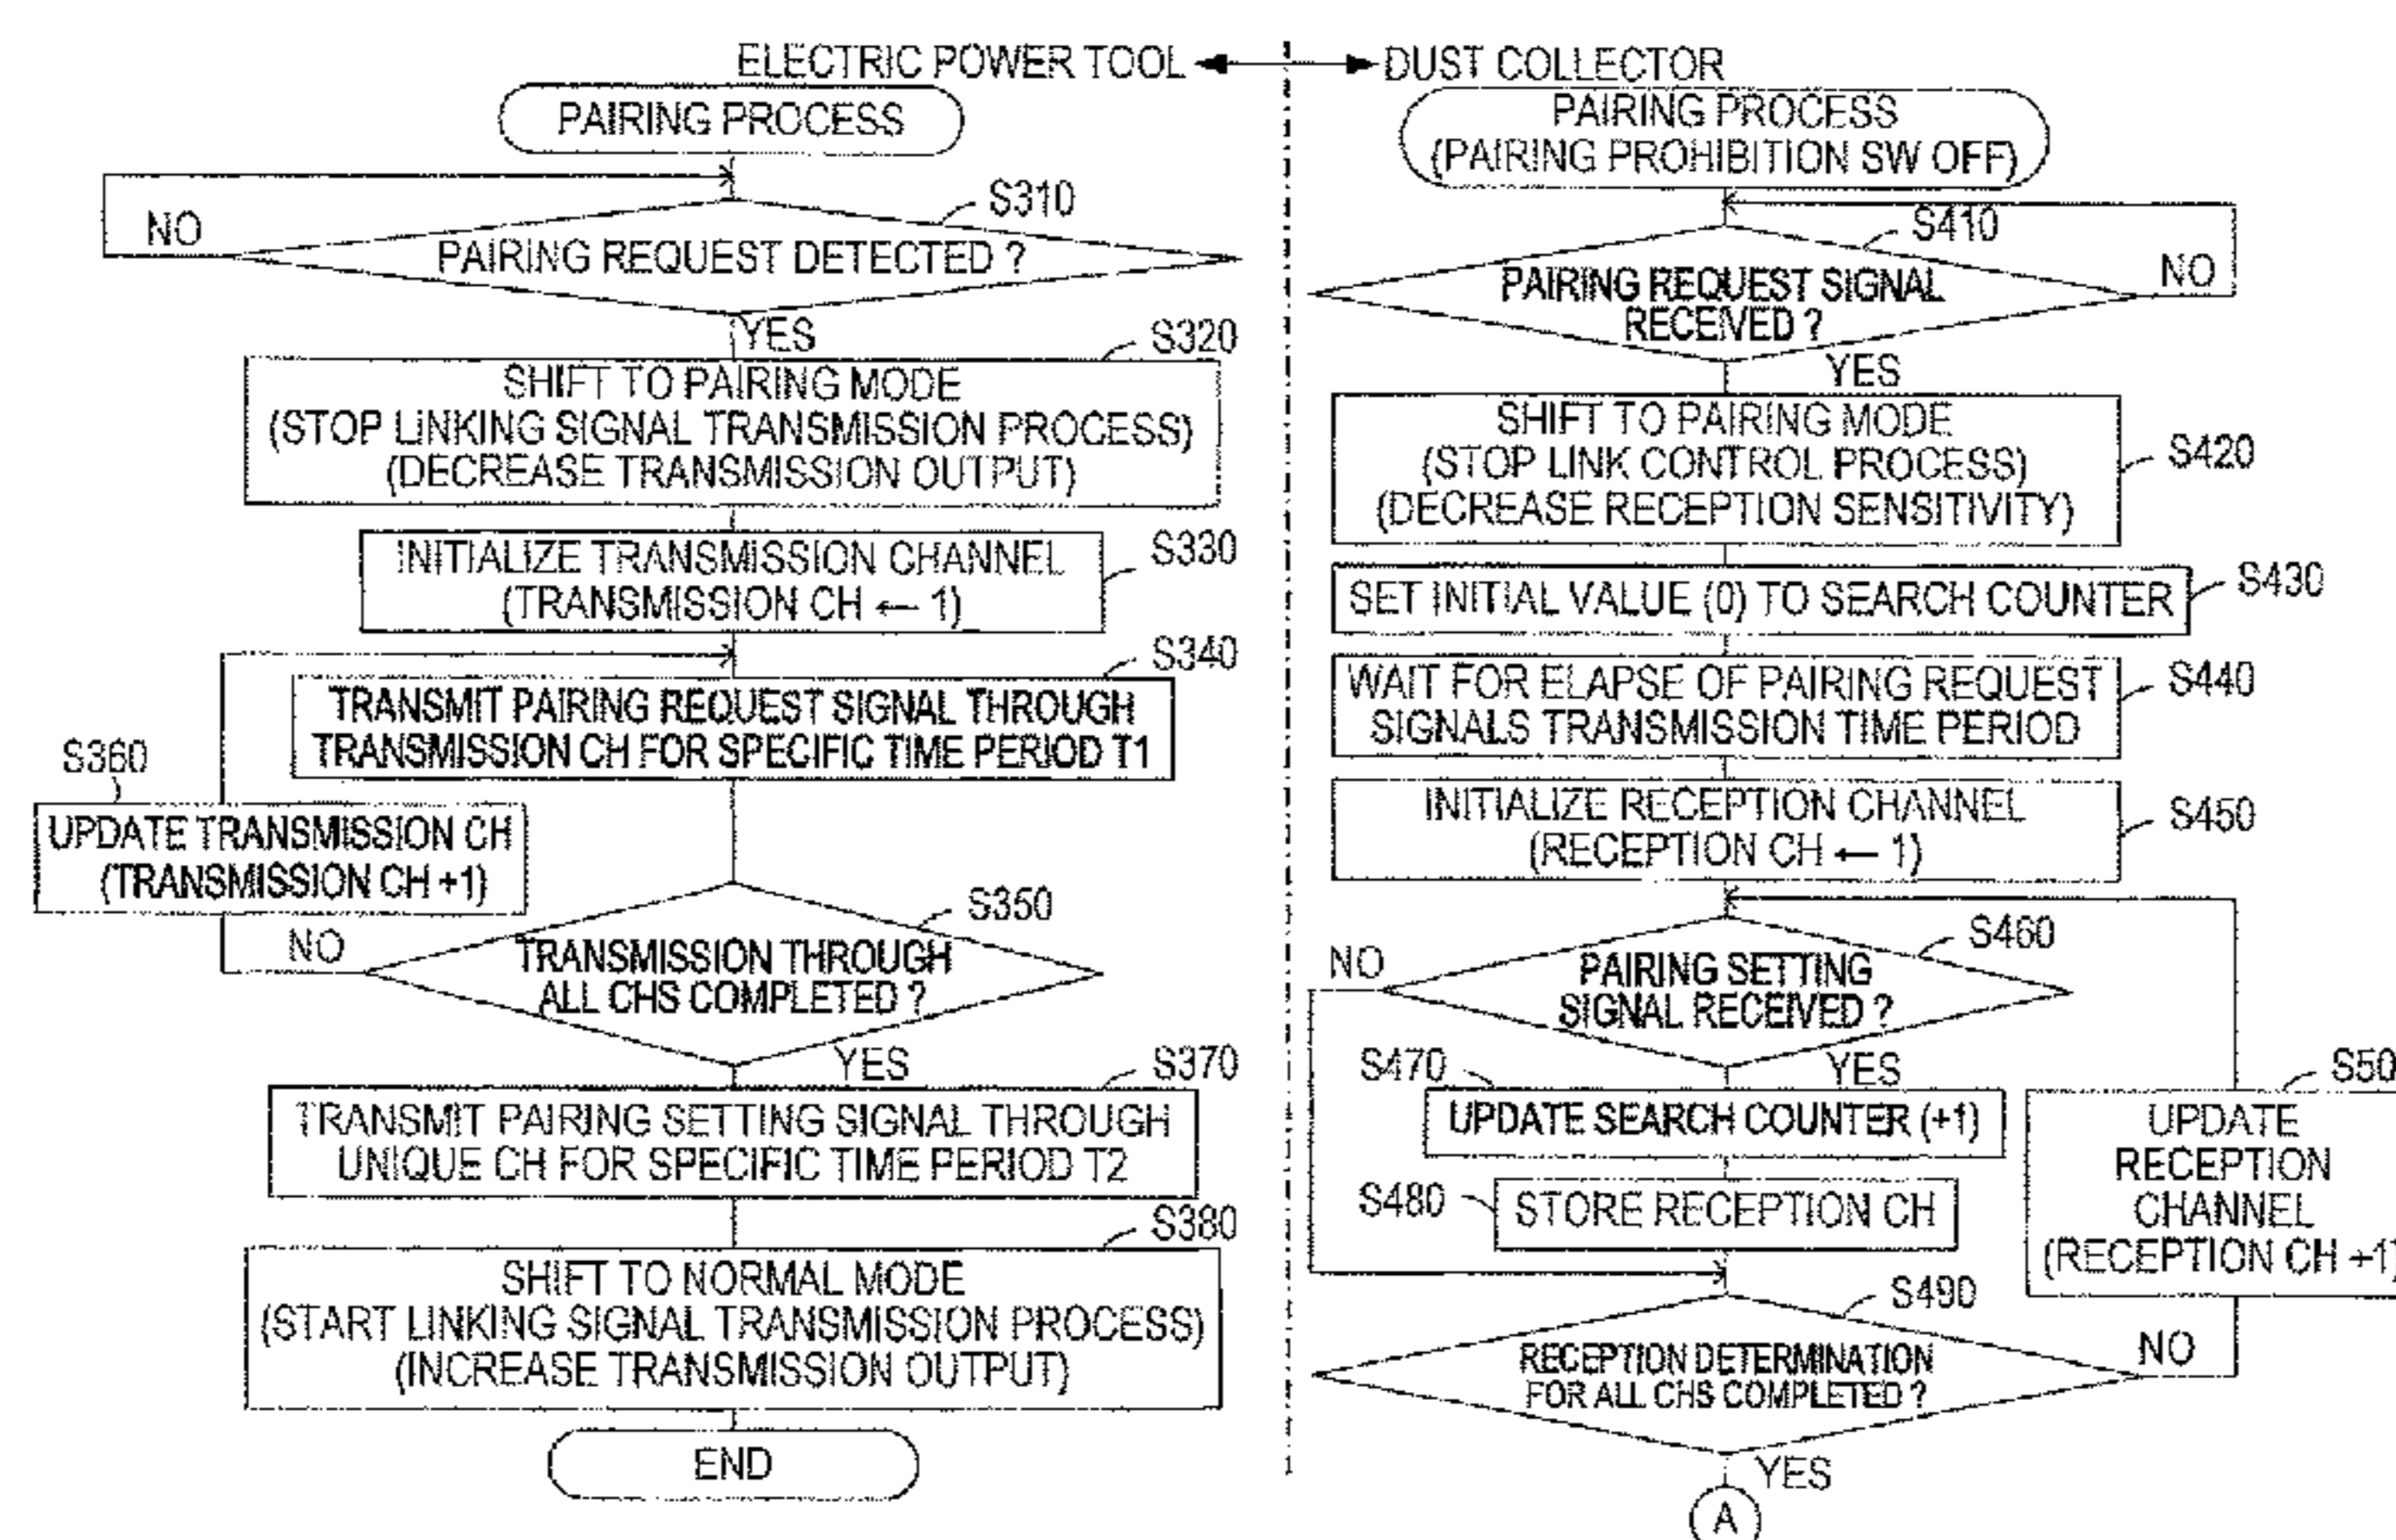 ELECTRIC POWER TOOL
PAIRING PROCESS
S310
NO
PAIRING REQUEST DETECTED ?
YES
S320
SHIFT TO PAIRING MODE
(STOP LINKING SIGNAL TRANSMISSION PROCESS)
(DECREASE TRANSMISSION OUTPUT)
S330
INITIALIZE TRANSMISSION CHANNEL
(TRANSMISSION CH ← 1)
S340
TRANSMIT PAIRING REQUEST SIGNAL THROUGH
TRANSMISSION CH FOR SPECIFIC TIME PERIOD T1
S360
UPDATE TRANSMISSION CH
(TRANSMISSION CH +1)
S350
NO
TRANSMISSION THROUGH
ALL CHS COMPLETED ?
YES
S370
TRANSMIT PAIRING SETTING SIGNAL THROUGH
UNIQUE CH FOR SPECIFIC TIME PERIOD T2
S380
SHIFT TO NORMAL MODE
(START LINKING SIGNAL TRANSMISSION PROCESS)
(INCREASE TRANSMISSION OUTPUT)
END
DUST COLLECTOR
PAIRING PROCESS
(PAIRING PROHIBITION SW OFF)
S410
NO
PAIRING REQUEST SIGNAL
RECEIVED ?
YES
SHIFT TO PAIRING MODE
(STOP LINK CONTROL PROCESS)
(DECREASE RECEPTION SENSITIVITY)
S420
SET INITIAL VALUE (0) TO SEARCH COUNTER
S430
WAIT FOR ELAPSE OF PAIRING REQUEST
SIGNALS TRANSMISSION TIME PERIOD
S440
INITIALIZE RECEPTION CHANNEL
(RECEPTION CH ← 1)
S450
S460
NO
PAIRING SETTING
SIGNAL RECEIVED ?
YES
S470
UPDATE SEARCH COUNTER (+1)
S480
STORE RECEPTION CH
S50
UPDATE
RECEPTION
CHANNEL
(RECEPTION CH +1)
S490
NO
RECEPTION DETERMINATION
FOR ALL CHS COMPLETED ?
YES
A